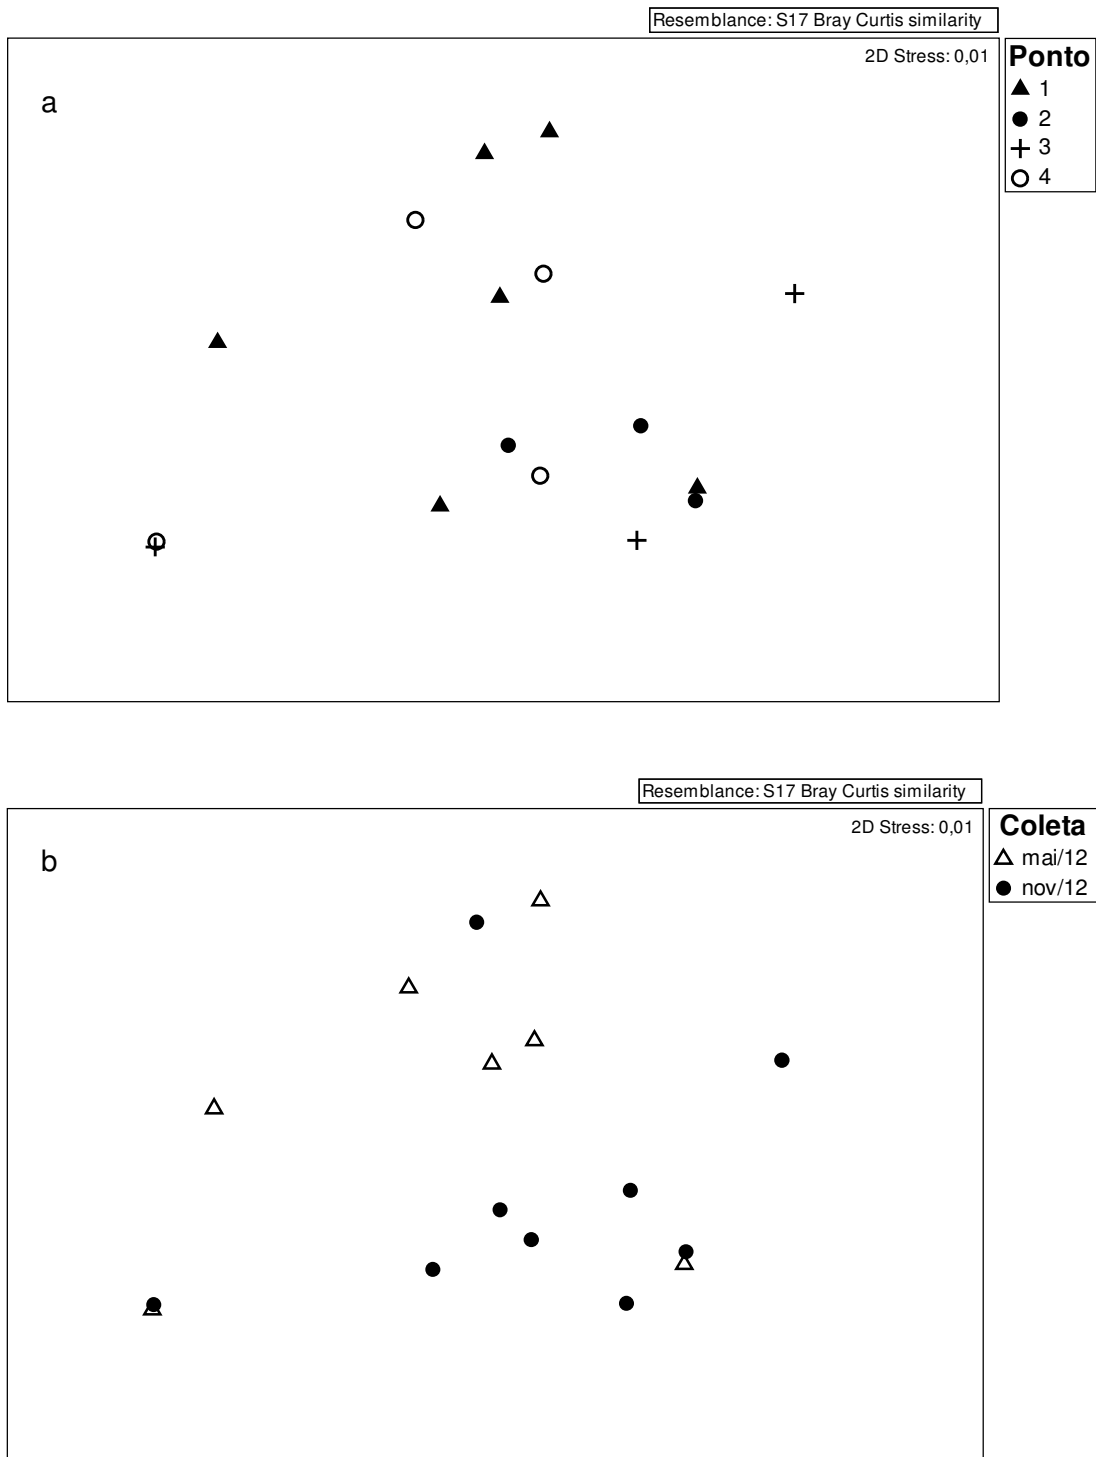 Resemblance: S17 Bray Curtis similarity
2D Stress: 0,01
a
Ponto
1
2
3
4
Resemblance: S17 Bray Curtis similarity
2D Stress: 0,01
b
Coleta
mai/12
nov/12